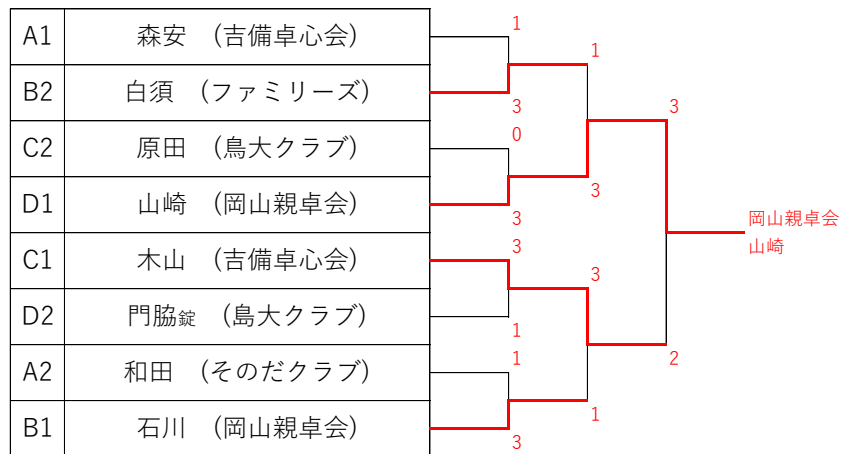 A1 森安 (吉備卓心会)
1
1
B2 白須 (ファミリーズ)
3
3
C2 原田 (鳥大クラブ)
0
D1 山崎 (岡山親卓会)
3
3
岡山親卓会
山崎
C1 木山 (吉備卓心会)
3
3
D2 門脇錠 (島大クラブ)
1
2
A2 和田 (そのだクラブ)
1
B1 石川 (岡山親卓会)
3
1